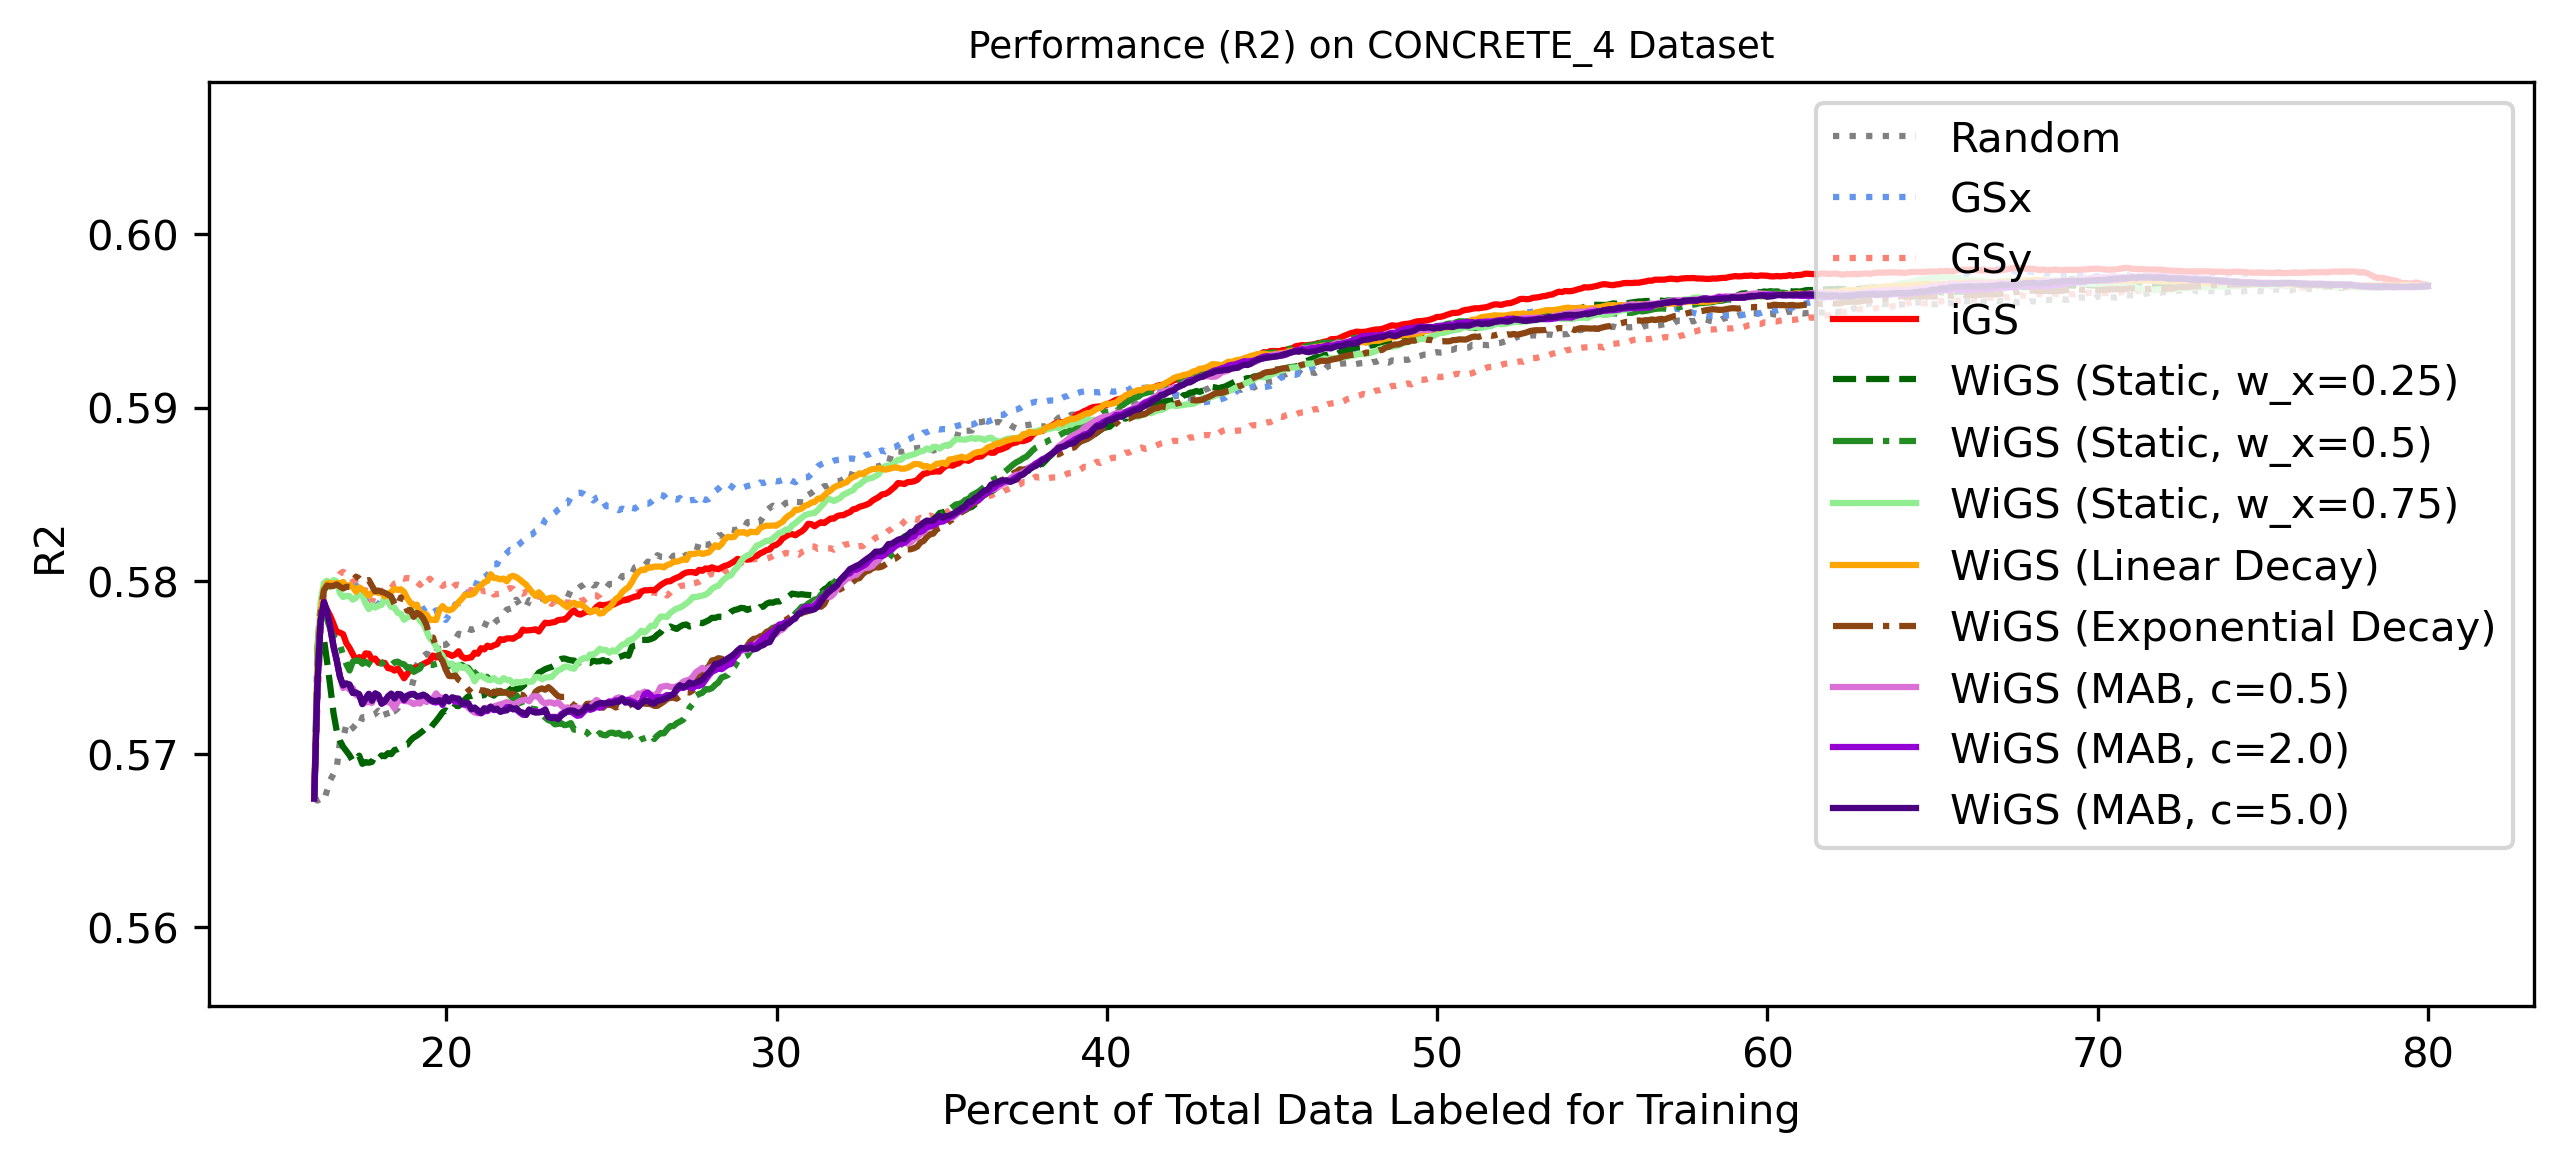 Performance (R2) on CONCRETE_4 Dataset
Random
GSx
GSy
iGS
WiGS (Static, w_x=0.25)
WiGS (Static, w_x=0.5)
WiGS (Static, w_x=0.75)
WiGS (Linear Decay)
WiGS (Exponential Decay)
WiGS (MAB, c=0.5)
WiGS (MAB, c=2.0)
WiGS (MAB, c=5.0)
R2
0.60
0.59
0.58
0.57
0.56
20 30 40 50 60 70 80
Percent of Total Data Labeled for Training